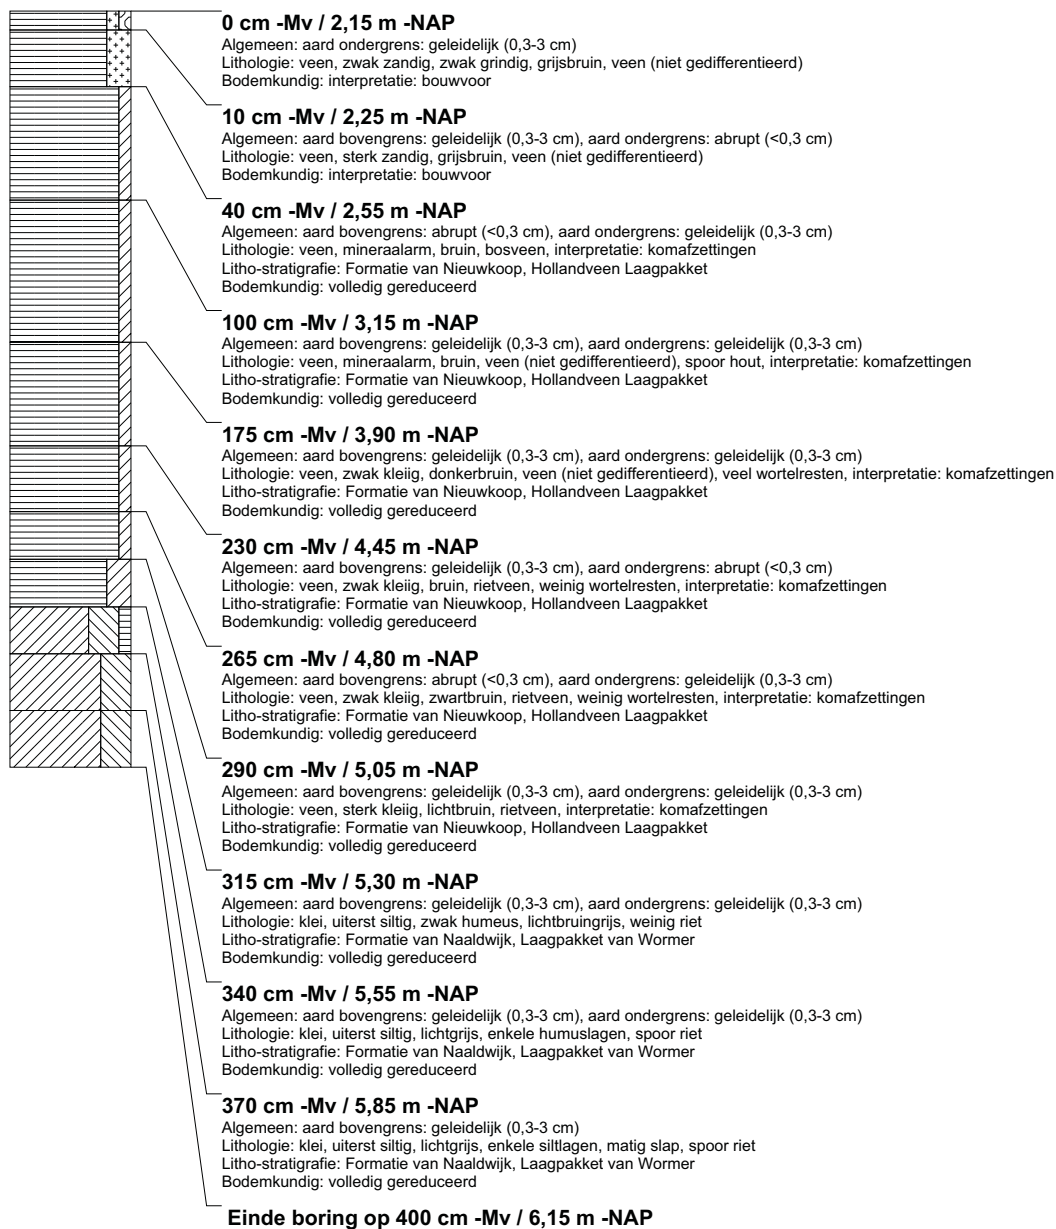 0 cm -Mv / 2,15 m -NAP
Algemeen: aard ondergrens: geleidelijk (0,3-3 cm)
Lithologie: veen, zwak zandig, zwak grindig, grijsbruin, veen (niet gedifferentieerd)
Bodemkundig: interpretatie: bouwvoor
10 cm -Mv / 2,25 m -NAP
Algemeen: aard bovengrens: geleidelijk (0,3-3 cm), aard ondergrens: abrupt (<0,3 cm)
Lithologie: veen, sterk zandig, grijsbruin, veen (niet gedifferentieerd)
Bodemkundig: interpretatie: bouwvoor
40 cm -Mv / 2,55 m -NAP
Algemeen: aard bovengrens: abrupt (<0,3 cm), aard ondergrens: geleidelijk (0,3-3 cm)
Lithologie: veen, mineraalarm, bruin, bosveen, interpretatie: komafzettingen
Litho-stratigrafie: Formatie van Nieuwkoop, Hollandveen Laagpakket
Bodemkundig: volledig gereduceerd
100 cm -Mv / 3,15 m -NAP
Algemeen: aard bovengrens: geleidelijk (0,3-3 cm), aard ondergrens: geleidelijk (0,3-3 cm)
Lithologie: veen, mineraalarm, bruin, veen (niet gedifferentieerd), spoor hout, interpretatie: komafzettingen
Litho-stratigrafie: Formatie van Nieuwkoop, Hollandveen Laagpakket
Bodemkundig: volledig gereduceerd
175 cm -Mv / 3,90 m -NAP
Algemeen: aard bovengrens: geleidelijk (0,3-3 cm), aard ondergrens: geleidelijk (0,3-3 cm)
Lithologie: veen, zwak kleiig, donkerbruin, veen (niet gedifferentieerd), veel wortelresten, interpretatie: komafzettingen
Litho-stratigrafie: Formatie van Nieuwkoop, Hollandveen Laagpakket
Bodemkundig: volledig gereduceerd
230 cm -Mv / 4,45 m -NAP
Algemeen: aard bovengrens: geleidelijk (0,3-3 cm), aard ondergrens: abrupt (<0,3 cm)
Lithologie: veen, zwak kleiig, bruin, rietveen, weinig wortelresten, interpretatie: komafzettingen
Litho-stratigrafie: Formatie van Nieuwkoop, Hollandveen Laagpakket
Bodemkundig: volledig gereduceerd
265 cm -Mv / 4,80 m -NAP
Algemeen: aard bovengrens: abrupt (<0,3 cm), aard ondergrens: geleidelijk (0,3-3 cm)
Lithologie: veen, zwak kleiig, zwartbruin, rietveen, weinig wortelresten, interpretatie: komafzettingen
Litho-stratigrafie: Formatie van Nieuwkoop, Hollandveen Laagpakket
Bodemkundig: volledig gereduceerd
290 cm -Mv / 5,05 m -NAP
Algemeen: aard bovengrens: geleidelijk (0,3-3 cm), aard ondergrens: geleidelijk (0,3-3 cm)
Lithologie: veen, sterk kleiig, lichtbruin, rietveen, interpretatie: komafzettingen
Litho-stratigrafie: Formatie van Nieuwkoop, Hollandveen Laagpakket
Bodemkundig: volledig gereduceerd
315 cm -Mv / 5,30 m -NAP
Algemeen: aard bovengrens: geleidelijk (0,3-3 cm), aard ondergrens: geleidelijk (0,3-3 cm)
Lithologie: klei, uiterst siltig, zwak humeus, lichtbruingrijs, weinig riet
Litho-stratigrafie: Formatie van Naaldwijk, Laagpakket van Wormer
Bodemkundig: volledig gereduceerd
340 cm -Mv / 5,55 m -NAP
Algemeen: aard bovengrens: geleidelijk (0,3-3 cm), aard ondergrens: geleidelijk (0,3-3 cm)
Lithologie: klei, uiterst siltig, lichtgrijs, enkele humuslagen, spoor riet
Litho-stratigrafie: Formatie van Naaldwijk, Laagpakket van Wormer
Bodemkundig: volledig gereduceerd
370 cm -Mv / 5,85 m -NAP
Algemeen: aard bovengrens: geleidelijk (0,3-3 cm)
Lithologie: klei, uiterst siltig, lichtgrijs, enkele siltlagen, matig slap, spoor riet
Litho-stratigrafie: Formatie van Naaldwijk, Laagpakket van Wormer
Bodemkundig: volledig gereduceerd
Einde boring op 400 cm -Mv / 6,15 m -NAP